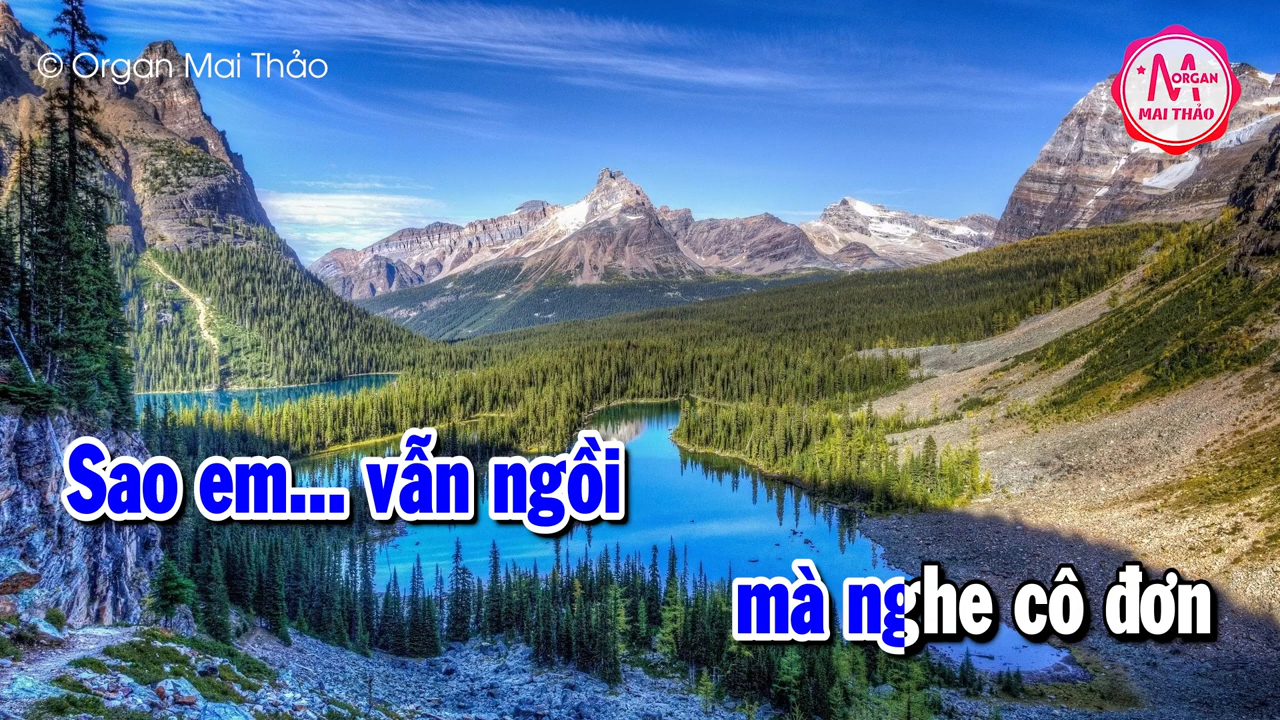 © Organ Mai Thảo
M ORGAN
MAI THẢO
Sao em... vẫn ngồi
mà nghe cô đơn